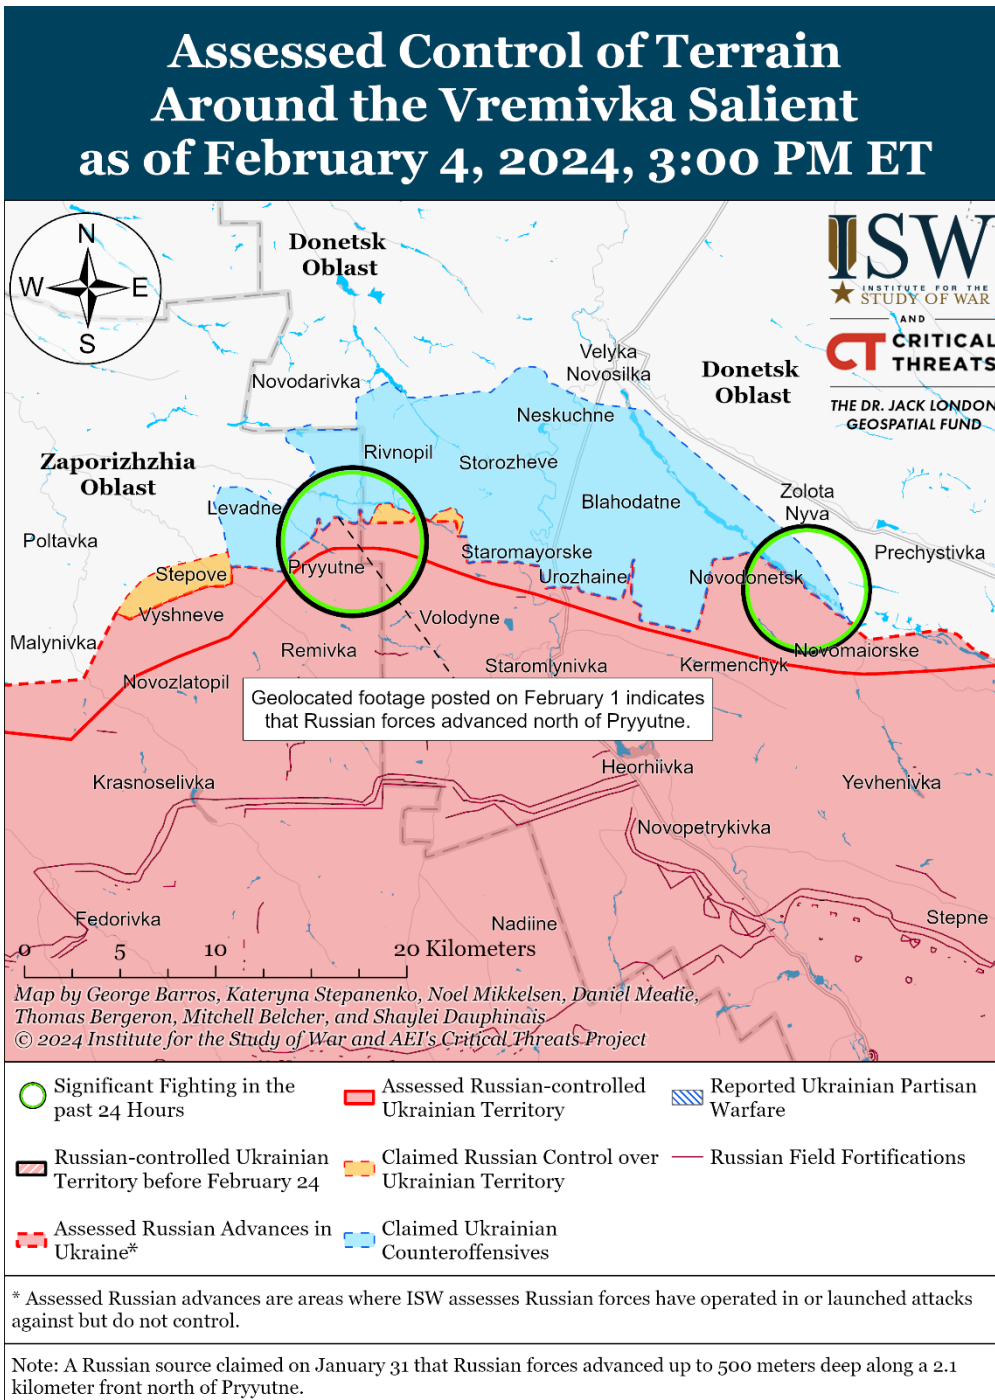 Assessed Control of Terrain
Around the Vremivka Salient
as of February 4, 2024, 3:00 PM ET
N
W
E
S
Donetsk
Oblast
ISW
INSTITUTE FOR THE
STUDY OF WAR
AND
CT CRITICAL
THREATS
THE DR. JACK LONDON
GEOSPATIAL FUND
Velyka
Novosilka
Donetsk
Oblast
Novodarivka
Neskuchne
Rivnopil
Storozheve
Zaporizhzhia
Oblast
Blahodatne
Zolota
Nyva
Levadne
Poltavka
Prechystivka
Staromayorske
Pryyutne
Stepove
Urozhaine
Novodonetsk
Vyshneve
Volodyne
Malynivka
Remivka
Novomaiorske
Staromlynivka
Kermenchyk
Novozlatopil
Geolocated footage posted on February 1 indicates
that Russian forces advanced north of Pryyutne.
Heorhiivka
Krasnoselivka
Yevhenivka
Novopetrykivka
Fedorivka
Nadiine
Stepne
0 5 10 20 Kilometers
Map by George Barros, Kateryna Stepanenko, Noel Mikkelsen, Daniel Mealie,
Thomas Bergeron, Mitchell Belcher, and Shaylei Dauphinais
© 2024 Institute for the Study of War and AEI's Critical Threats Project
Significant Fighting in the
past 24 Hours
Assessed Russian-controlled
Ukrainian Territory
Reported Ukrainian Partisan
Warfare
Russian-controlled Ukrainian
Territory before February 24
Claimed Russian Control over
Ukrainian Territory
Russian Field Fortifications
Assessed Russian Advances in
Ukraine*
Claimed Ukrainian
Counteroffensives
* Assessed Russian advances are areas where ISW assesses Russian forces have operated in or launched attacks
against but do not control.
Note: A Russian source claimed on January 31 that Russian forces advanced up to 500 meters deep along a 2.1
kilometer front north of Pryyutne.